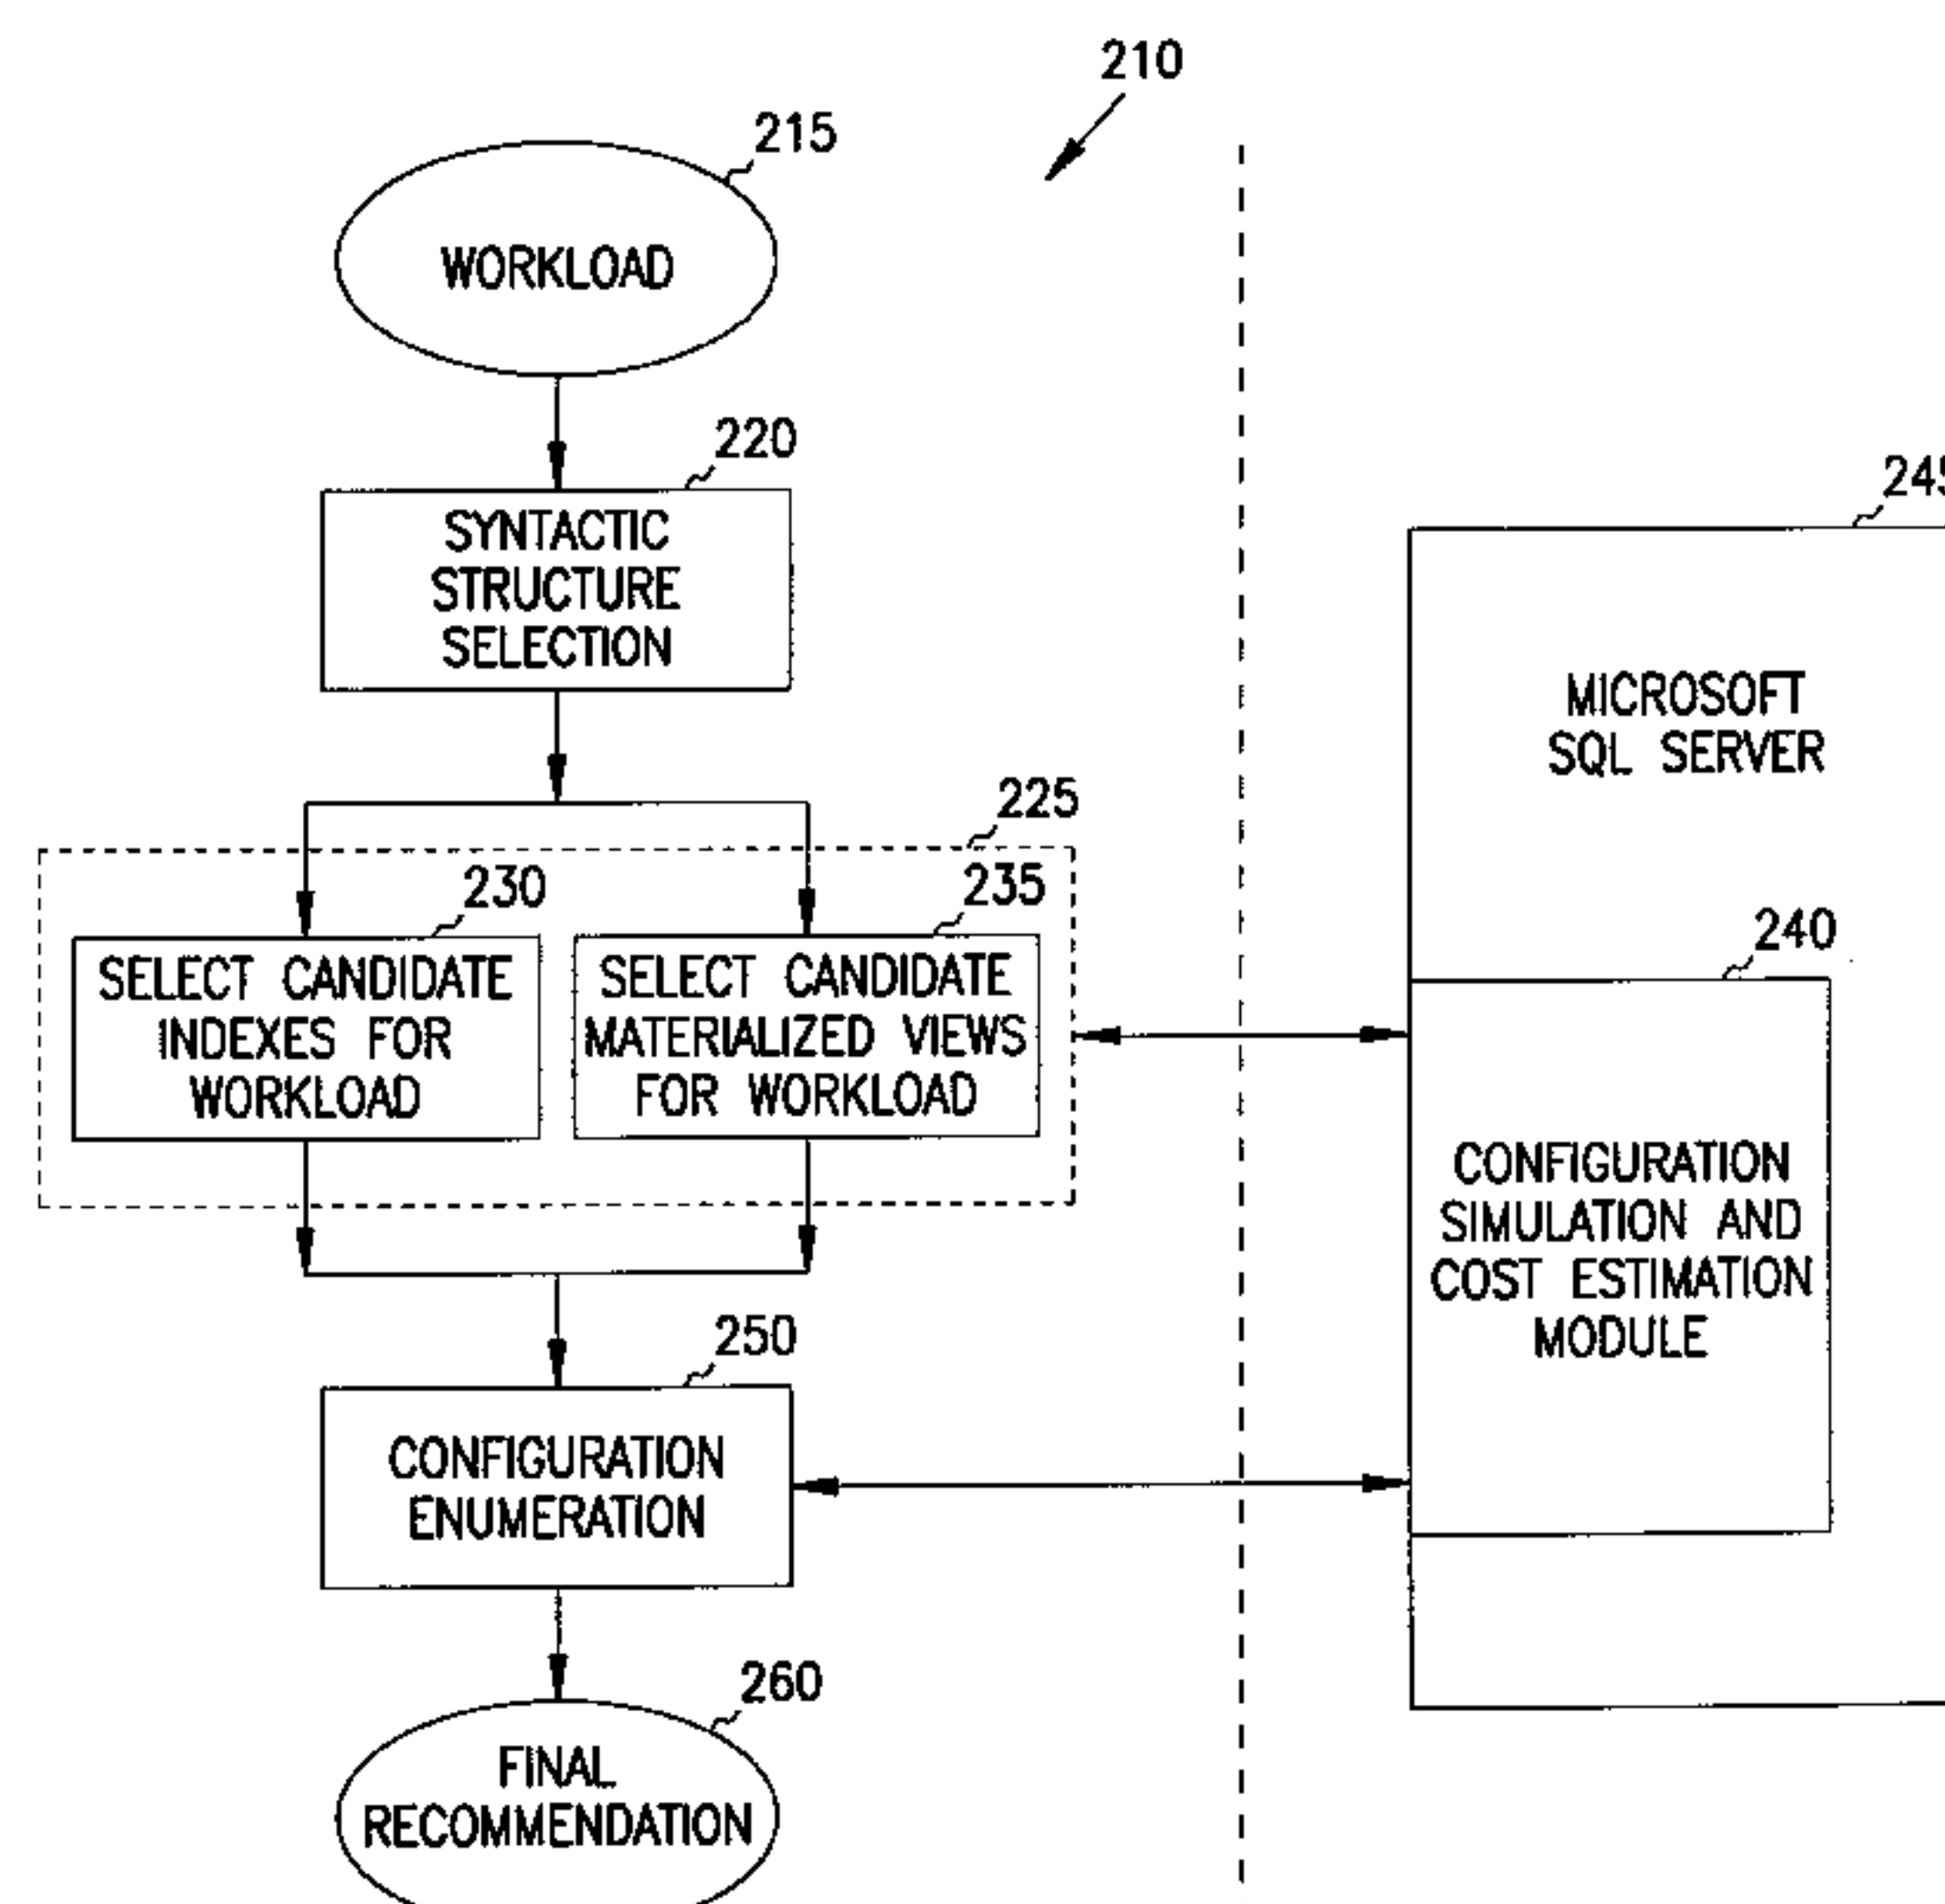 210
215
WORKLOAD
220
SYNTACTIC
STRUCTURE
SELECTION
225
230
SELECT CANDIDATE
INDEXES FOR
WORKLOAD
235
SELECT CANDIDATE
MATERIALIZED VIEWS
FOR WORKLOAD
250
CONFIGURATION
ENUMERATION
260
FINAL
RECOMMENDATION
245
MICROSOFT
SQL SERVER
240
CONFIGURATION
SIMULATION AND
COST ESTIMATION
MODULE